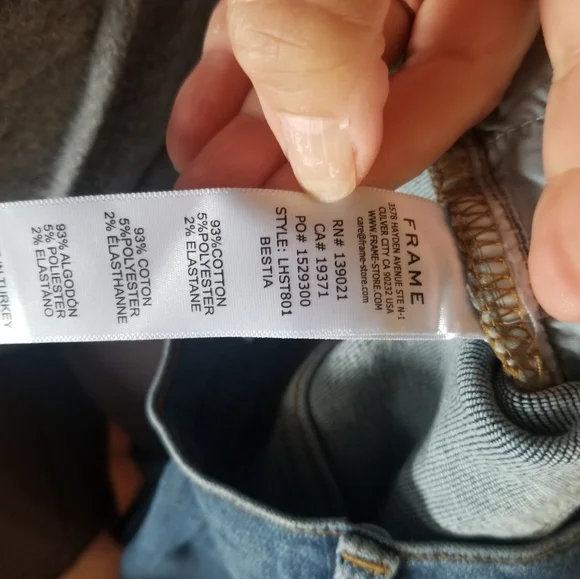 FRAME
3578 HAYDEN AVENUE STE N-1
CULVER CITY CA 90232 USA
WWW.FRAME-STORE.COM
care@frame-store.com
RN# 139021
CA# 19371
PO# 1529300
STYLE: LHST801
BESTIA
93%COTTON
5%POLYESTER
2% ELASTANE
93% COTON
5%POLYESTER
2% ELASTHANNE
93% ALGODÓN
5% POLIESTER
2% ELASTANO
IN TURKEY